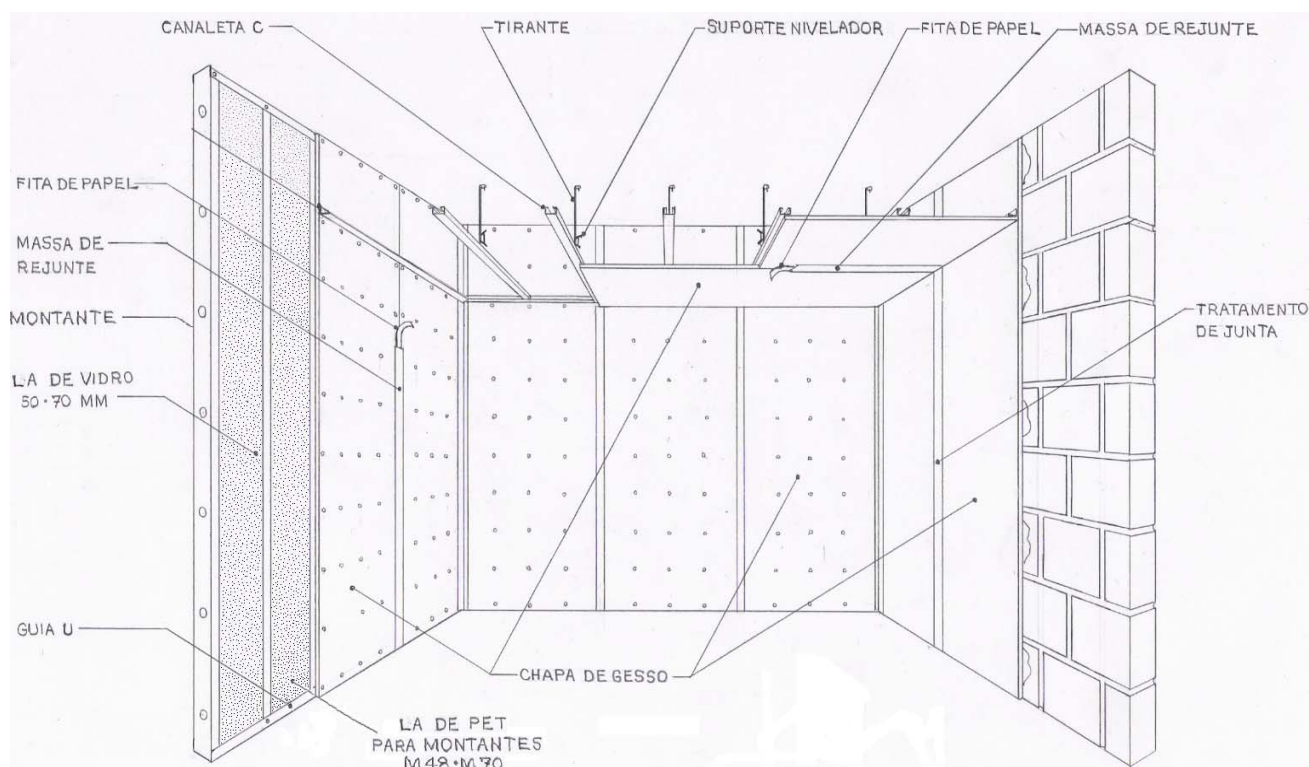 CANALETA C
TIRANTE
SUPORTE NIVELADOR
FITA DE PAPEL
MASSA DE REJUNTE
FITA DE PAPEL
MASSA DE
REJUNTE
MONTANTE
TRATAMENTO
DE JUNTA
LA DE VIDRO
50·70 MM
GUIA U
CHAPA DE GESSO
LA DE PET
PARA MONTANTES
M48·M70